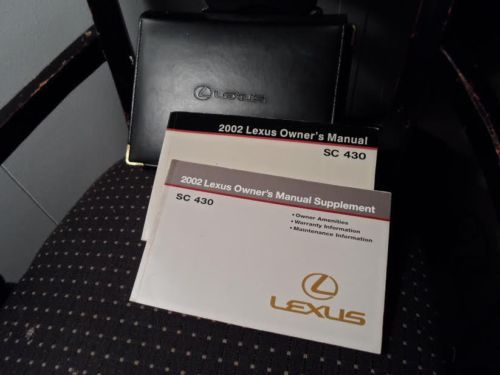 LEXUS
2002 Lexus Owner's Manual
SC 430
2002 Lexus Owner's Manual Supplement
SC 430
• Owner Amenities
• Warranty Information
• Maintenance Information
LEXUS